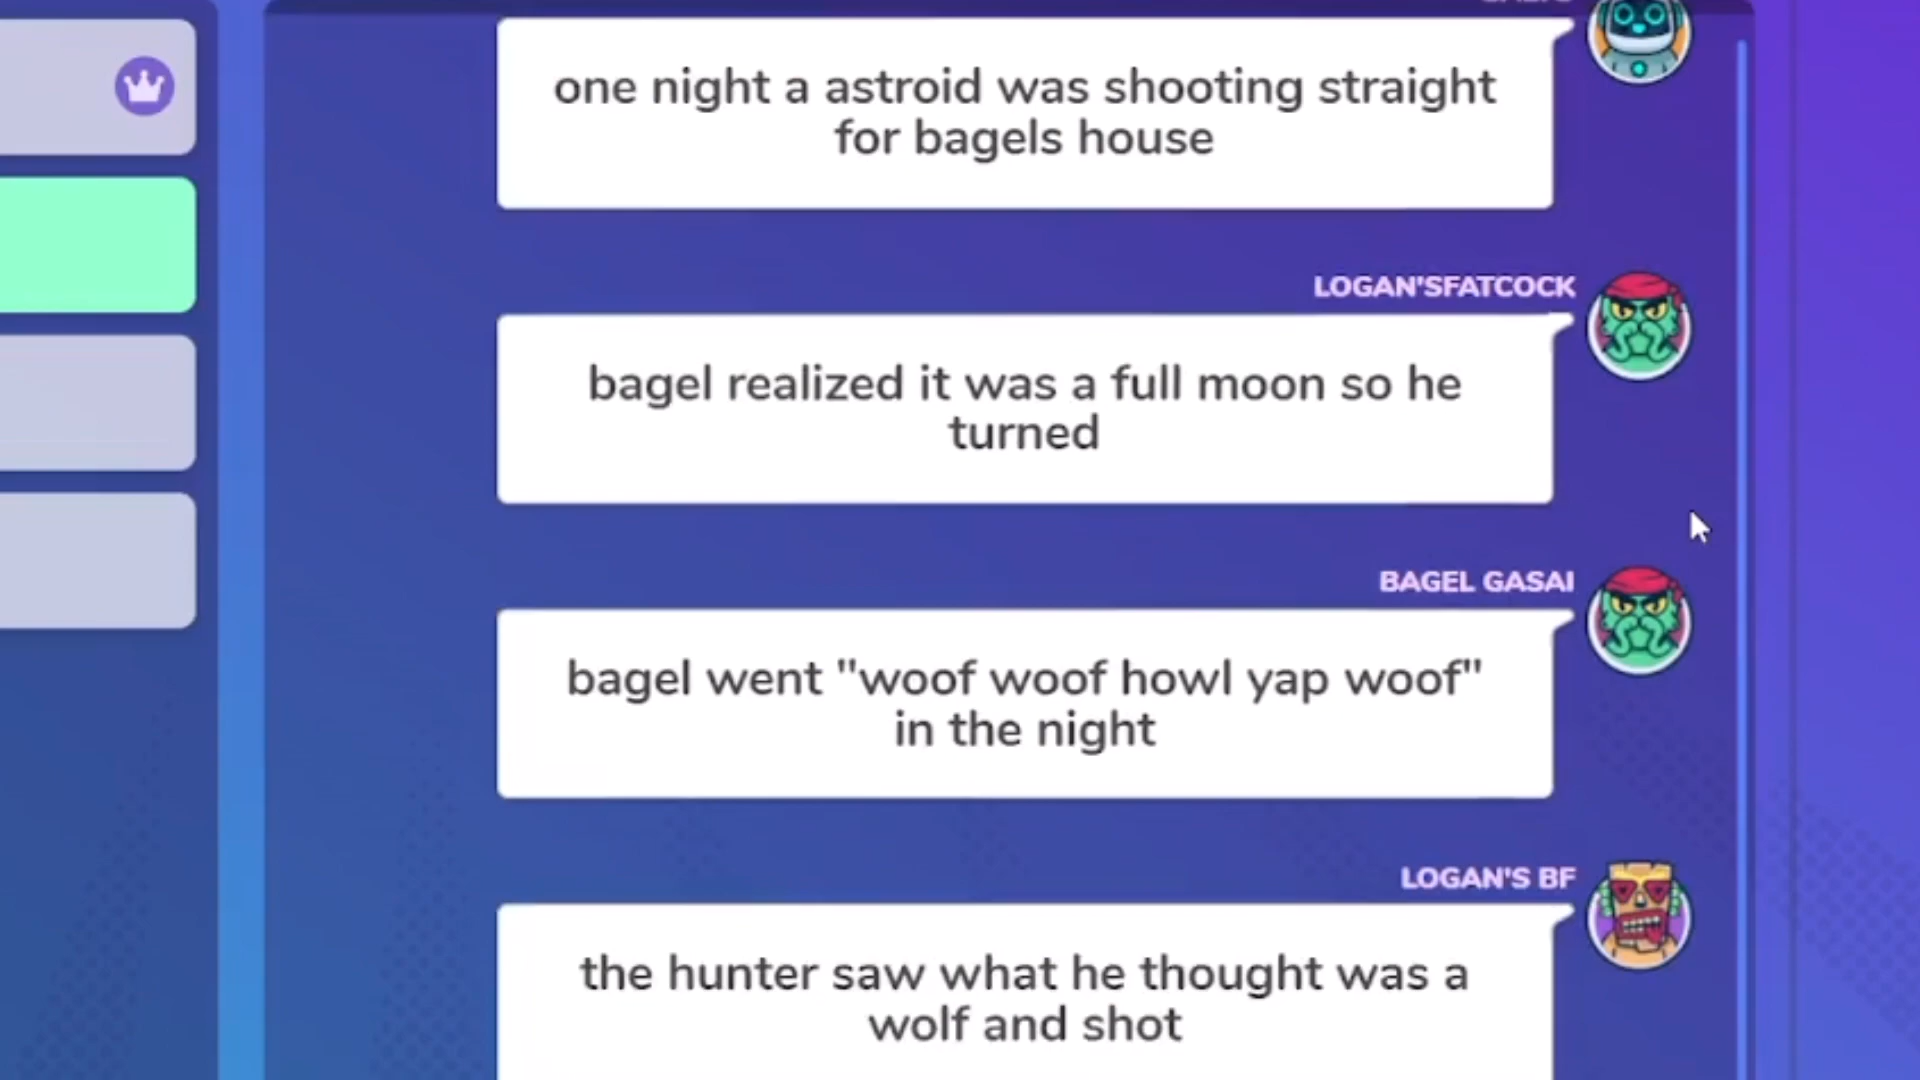 one night a astroid was shooting straight
for bagels house
LOGAN'SFATCOCK
bagel realized it was a full moon so he
turned
BAGEL GASAI
bagel went "woof woof howl yap woof"
in the night
LOGAN'S BF
the hunter saw what he thought was a
wolf and shot